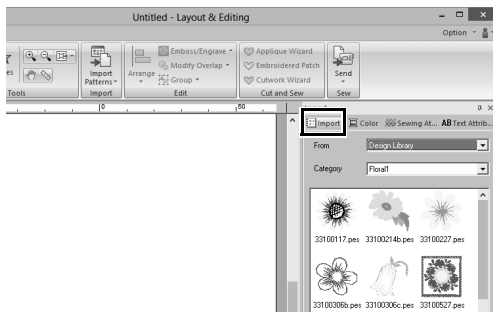 Untitled - Layout & Editing
Option
Emboss/Engrave
Modify Overlap
Group
Applique Wizard
Embroidered Patch
Cutwork Wizard
Import Patterns
Arrange
Send
es
Tools
Import
Edit
Cut and Sew
Sew
0
50
Import
Color
Sewing At...
AB Text Attrib...
From
Design Library
Category
Floral1
33100117.pes 33100214b.pes 33100227.pes
33100306b.pes 33100306c.pes 33100527.pes